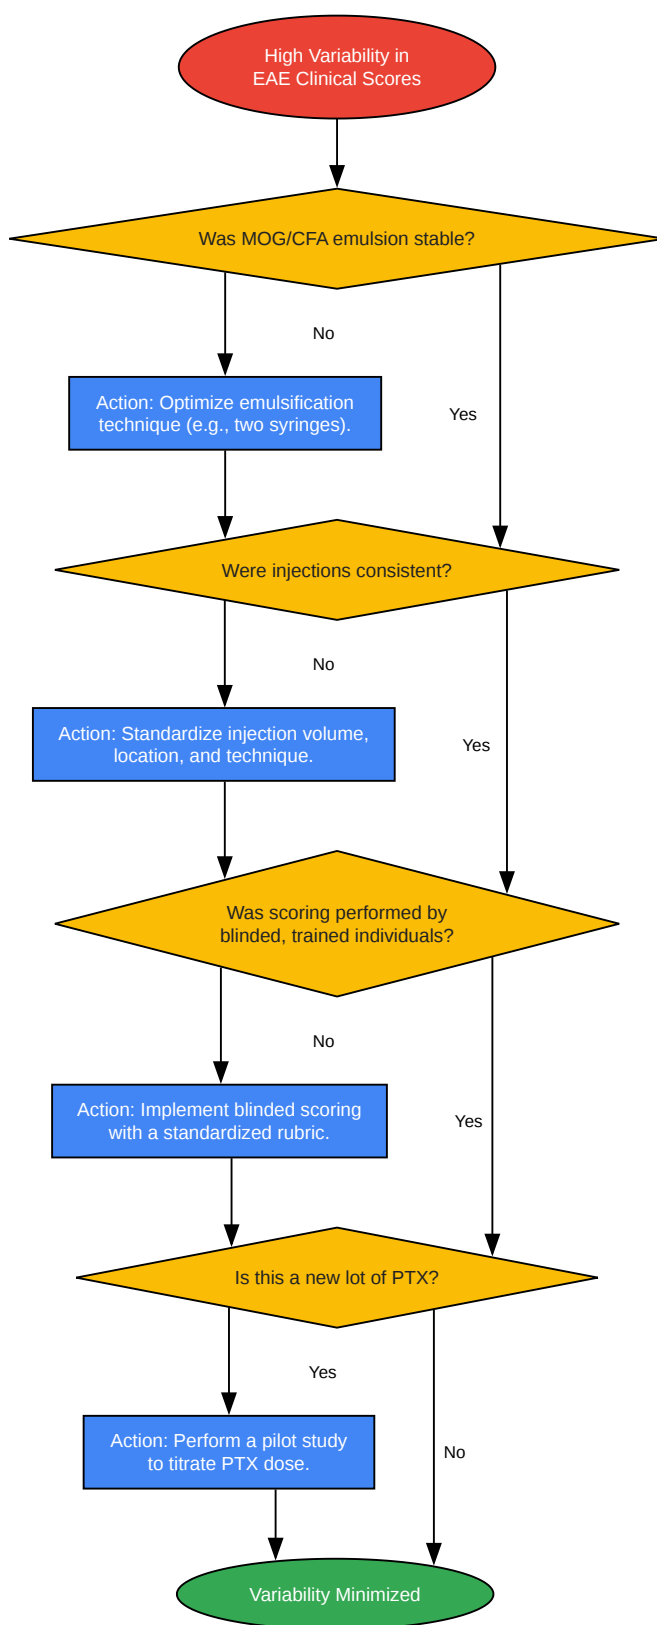 High Variability in
EAE Clinical Scores
Was MOG/CFA emulsion stable?
No
Action: Optimize emulsification
technique (e.g., two syringes).
Yes
Were injections consistent?
No
Action: Standardize injection volume,
location, and technique.
Yes
Was scoring performed by
blinded, trained individuals?
No
Action: Implement blinded scoring
with a standardized rubric.
Yes
Is this a new lot of PTX?
Yes
Action: Perform a pilot study
to titrate PTX dose.
No
Variability Minimized